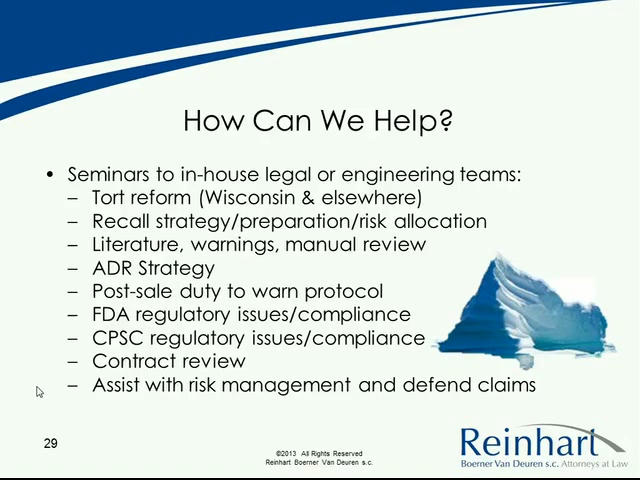 How Can We Help?
• Seminars to in-house legal or engineering teams:
– Tort reform (Wisconsin & elsewhere)
– Recall strategy/preparation/risk allocation
– Literature, warnings, manual review
– ADR Strategy
– Post-sale duty to warn protocol
– FDA regulatory issues/compliance
– CPSC regulatory issues/compliance
– Contract review
– Assist with risk management and defend claims
29
©2013 All Rights Reserved
Reinhart Boerner Van Deuren s.c.
Reinhart
Boerner Van Deuren s.c. Attorneys at Law